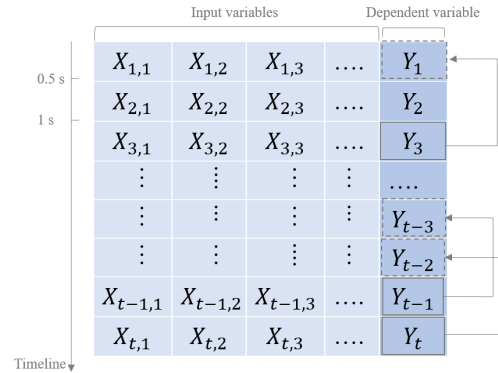 Input variables Dependent variable
X1,1 X1,2 X1,3 .... Y1
0.5 s
X2,1 X2,2 X2,3 .... Y2
1 s
X3,1 X3,2 X3,3 .... Y3
⋮ ⋮ ⋮ ⋮ ....
⋮ ⋮ ⋮ ⋮ Yt−3
⋮ ⋮ ⋮ ⋮ Yt−2
Xt−1,1 Xt−1,2 Xt−1,3 .... Yt−1
Xt,1 Xt,2 Xt,3 .... Yt
Timeline